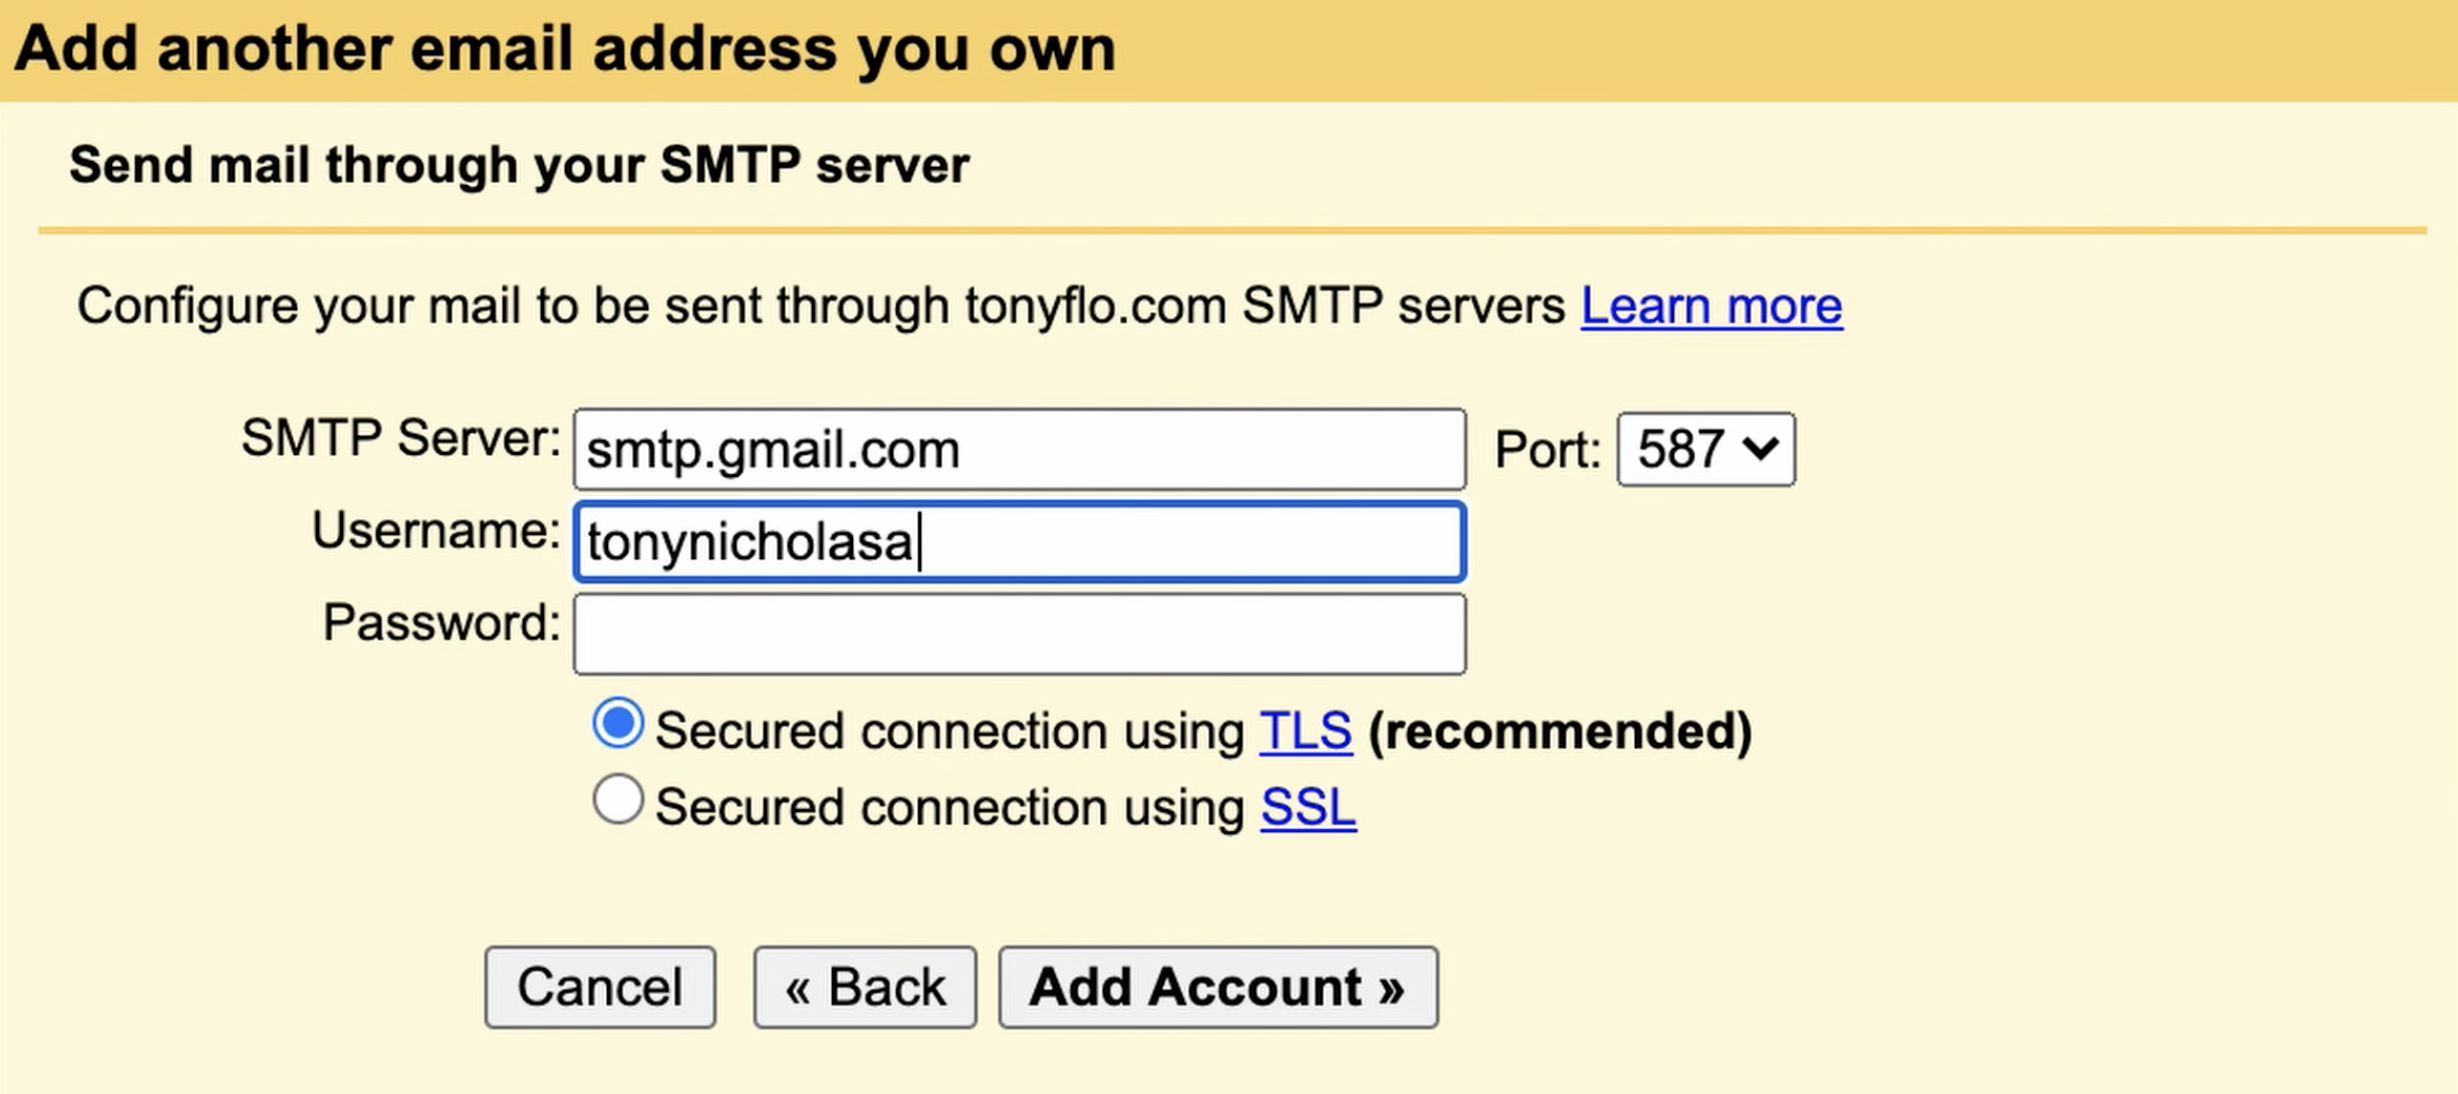 Add another email address you own
Send mail through your SMTP server
Configure your mail to be sent through tonyflo.com SMTP servers Learn more
SMTP Server: smtp.gmail.com Port: 587
Username: tonynicholasa
Password:
Secured connection using TLS (recommended)
Secured connection using SSL
Cancel « Back Add Account »